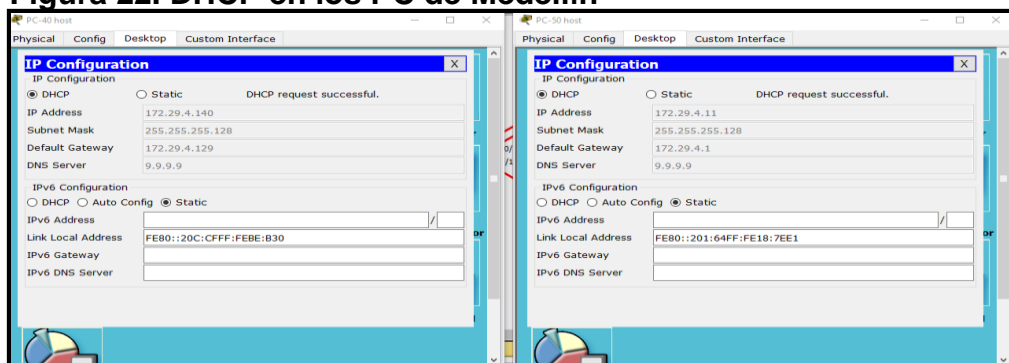 Figura 22. DHCP en los PC de Medellín
PC-40 host
Physical Config Desktop Custom Interface
IP Configuration X
IP Configuration
DHCP Static DHCP request successful.
IP Address 172.29.4.140
Subnet Mask 255.255.255.128
Default Gateway 172.29.4.129
DNS Server 9.9.9.9
IPv6 Configuration
DHCP Auto Config Static
IPv6 Address /
Link Local Address FE80::20C:CFFF:FEBE:B30
IPv6 Gateway
IPv6 DNS Server
PC-50 host
Physical Config Desktop Custom Interface
IP Configuration X
IP Configuration
DHCP Static DHCP request successful.
IP Address 172.29.4.11
Subnet Mask 255.255.255.128
Default Gateway 172.29.4.1
DNS Server 9.9.9.9
IPv6 Configuration
DHCP Auto Config Static
IPv6 Address /
Link Local Address FE80::201:64FF:FE18:7EE1
IPv6 Gateway
IPv6 DNS Server